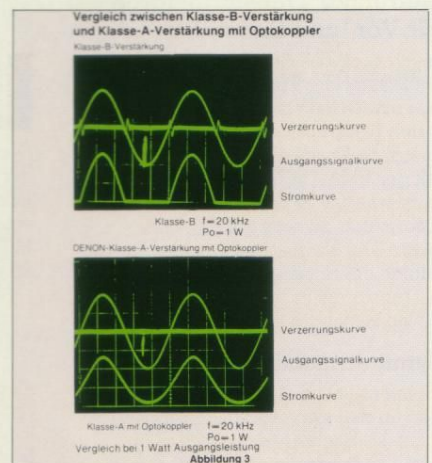 Vergleich zwischen Klasse-B-Verstärkung
und Klasse-A-Verstärkung mit Optokoppler
Klasse-B-Verstärkung
Verzerrungskurve
Ausgangssignalkurve
Stromkurve
Klasse-B f=20 kHz
Po=1 W
DENON-Klasse-A-Verstärkung mit Optokoppler
Verzerrungskurve
Ausgangssignalkurve
Stromkurve
Klasse-A mit Optokoppler f=20 kHz
Po=1 W
Vergleich bei 1 Watt Ausgangsleistung
Abbildung 3